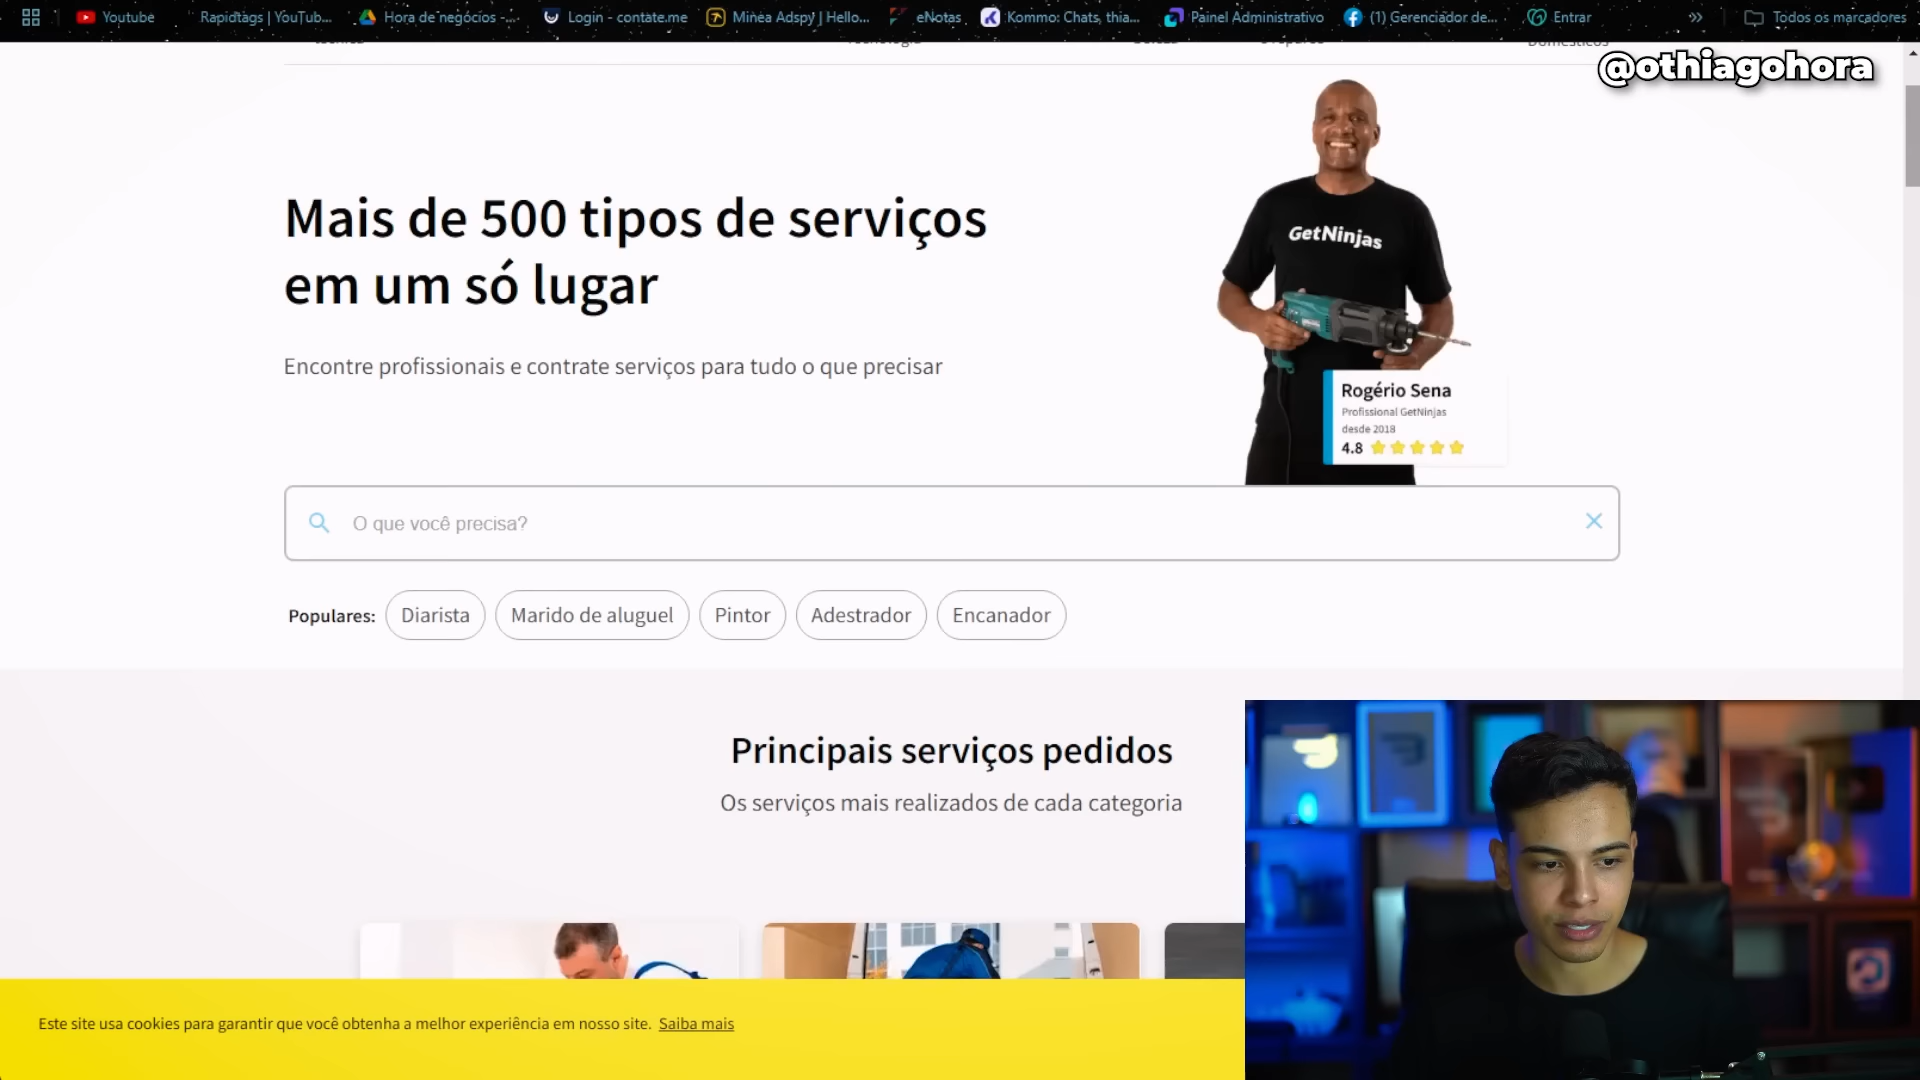 Youtube
Rapidtags | YouTub...
Hora de negócios -...
Login - contate.me
Minea Adspy | Hello...
eNotas
Kommo: Chats, thia...
Painel Administrativo
(1) Gerenciador de...
Entrar
Todos os marcadores
@othiagohora
Mais de 500 tipos de serviços
em um só lugar
Encontre profissionais e contrate serviços para tudo o que precisar
GetNinjas
Rogério Sena
Profissional GetNinjas
desde 2018
4.8
O que você precisa?
Populares:
Diarista
Marido de aluguel
Pintor
Adestrador
Encanador
Principais serviços pedidos
Os serviços mais realizados de cada categoria
Este site usa cookies para garantir que você obtenha a melhor experiência em nosso site. Saiba mais